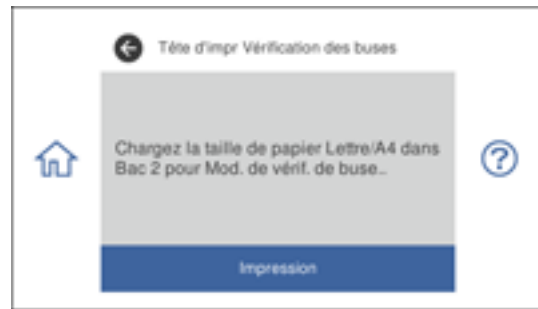 Tête d'impr Vérification des buses
Chargez la taille de papier Lettre/A4 dans
Bac 2 pour Mod. de vérif. de buse..
Impression